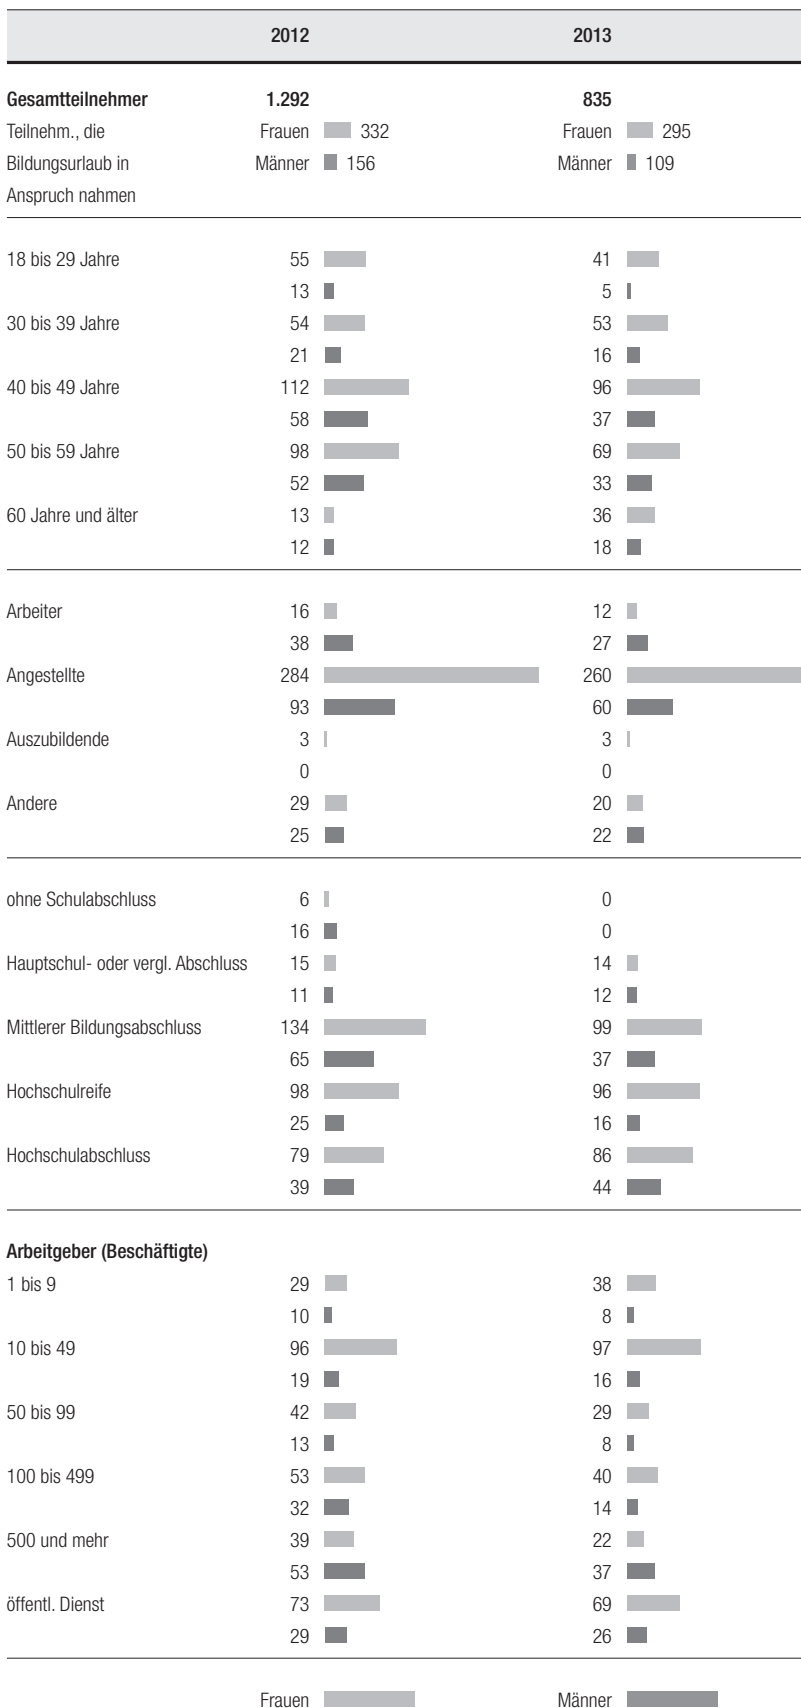 2012 2013
Gesamtteilnehmer 1.292 835
Teilnehm., die Frauen 332 Frauen 295
Bildungsurlaub in Männer 156 Männer 109
Anspruch nahmen
18 bis 29 Jahre 55 41
13 5
30 bis 39 Jahre 54 53
21 16
40 bis 49 Jahre 112 96
58 37
50 bis 59 Jahre 98 69
52 33
60 Jahre und älter 13 36
12 18
Arbeiter 16 12
38 27
Angestellte 284 260
93 60
Auszubildende 3 3
0 0
Andere 29 20
25 22
ohne Schulabschluss 6 0
16 0
Hauptschul- oder vergl. Abschluss 15 14
11 12
Mittlerer Bildungsabschluss 134 99
65 37
Hochschulreife 98 96
25 16
Hochschulabschluss 79 86
39 44
Arbeitgeber (Beschäftigte)
1 bis 9 29 38
10 8
10 bis 49 96 97
19 16
50 bis 99 42 29
13 8
100 bis 499 53 40
32 14
500 und mehr 39 22
53 37
öffentl. Dienst 73 69
29 26
Frauen Männer